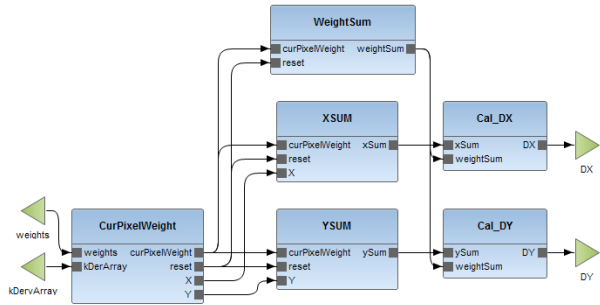 WeightSum
curPixelWeight weightSum
reset
XSUM
curPixelWeight xSum
reset
X
Cal_DX
xSum DX
weightSum
DX
weights
kDervArray
CurPixelWeight
weights curPixelWeight
kDerArray reset
X
Y
YSUM
curPixelWeight ySum
reset
Y
Cal_DY
ySum DY
weightSum
DY